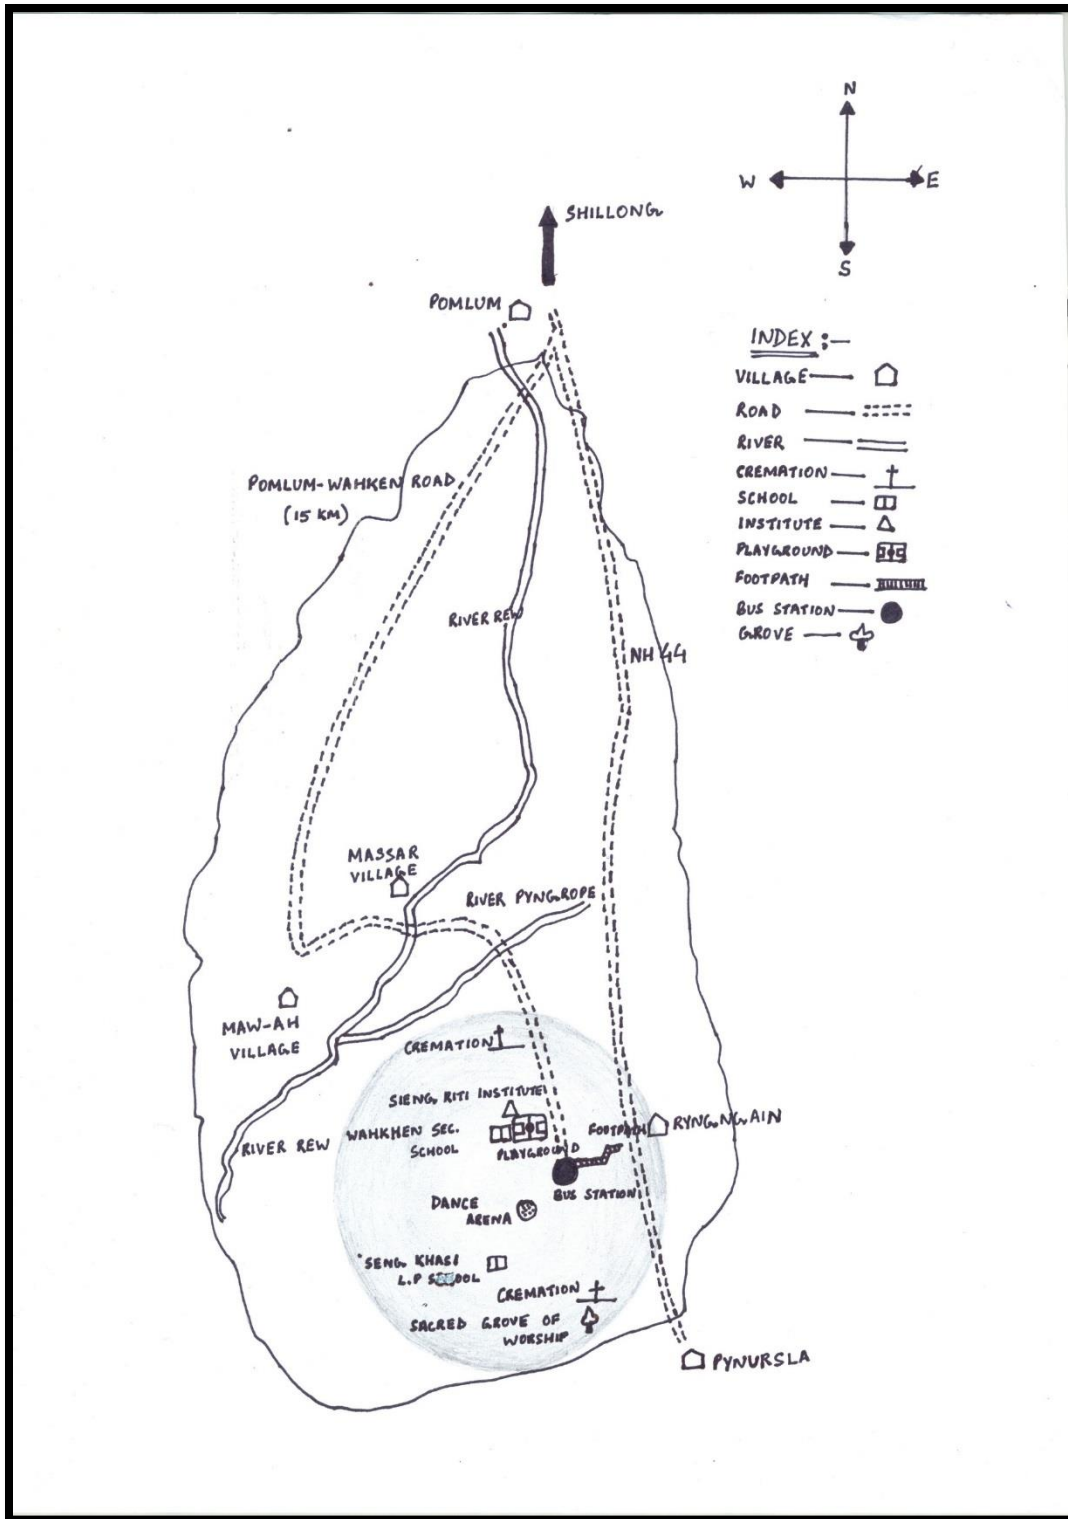 N
W
E
S
SHILLONG
POMLUM
INDEX :-
VILLAGE
ROAD
RIVER
CREMATION
SCHOOL
INSTITUTE
PLAYGROUND
FOOTPATH
BUS STATION
GROVE
POMLUM-WAHKEN ROAD
(15 KM)
RIVER REW
NH 44
MASSAR
VILLAGE
RIVER PYNGROPE
MAW-AH
VILLAGE
CREMATION
SIENG RITI INSTITUTE
RIVER REW
WAHKHEN SEC.
SCHOOL
PLAYGROUND
FOOTPATH
RYNGNGAIN
BUS STATION
DANCE
ARENA
SENG KHASI
L.P SCHOOL
CREMATION
SACRED GROVE OF
WORSHIP
PYNURSLA